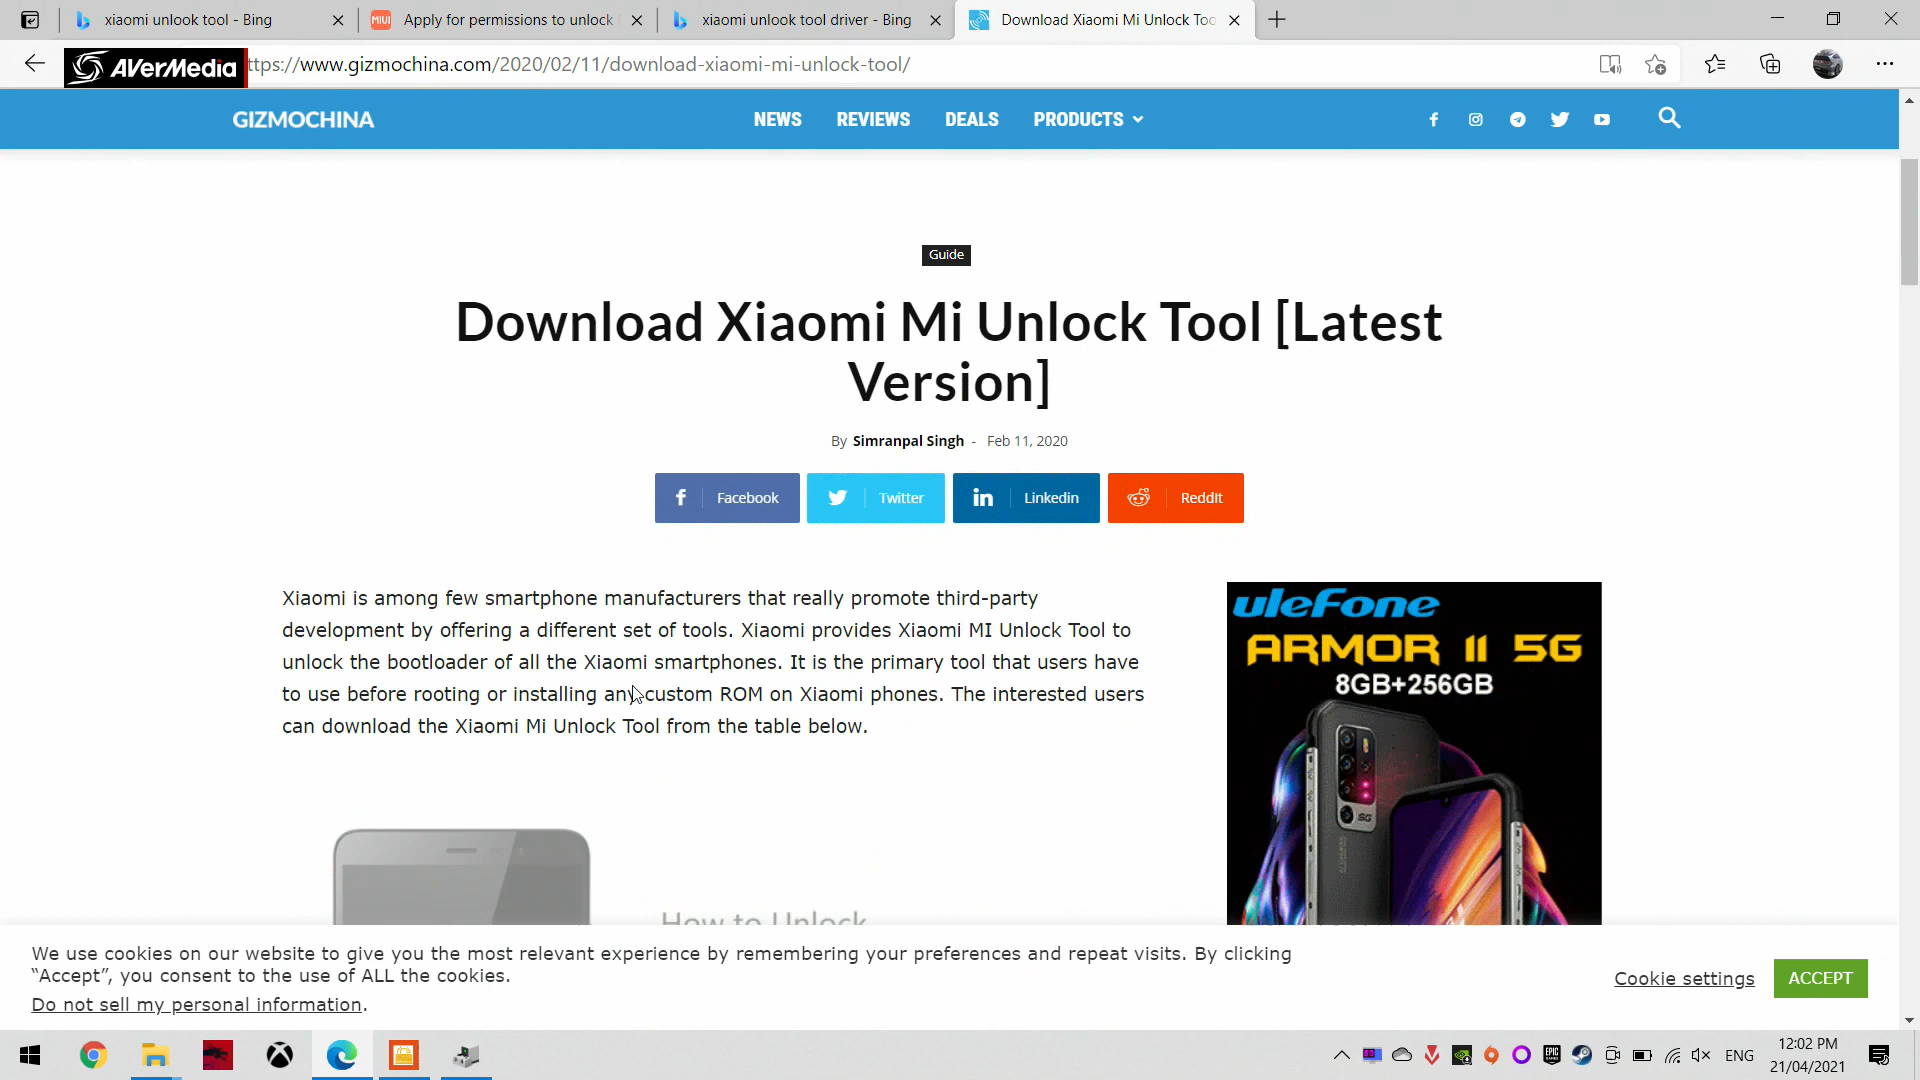 xiaomi unlook tool - Bing
MIUI
Apply for permissions to unlock
xiaomi unlook tool driver - Bing
Download Xiaomi Mi Unlock Too
AVerMedia
ttps://www.gizmochina.com/2020/02/11/download-xiaomi-mi-unlock-tool/
GIZMOCHINA
NEWS
REVIEWS
DEALS
PRODUCTS
Guide
Download Xiaomi Mi Unlock Tool [Latest
Version]
By Simranpal Singh - Feb 11, 2020
Facebook
Twitter
Linkedin
ReddIt
Xiaomi is among few smartphone manufacturers that really promote third-party
development by offering a different set of tools. Xiaomi provides Xiaomi MI Unlock Tool to
unlock the bootloader of all the Xiaomi smartphones. It is the primary tool that users have
to use before rooting or installing any custom ROM on Xiaomi phones. The interested users
can download the Xiaomi Mi Unlock Tool from the table below.
uleFone
ARMOR 11 5G
8GB+256GB
5G
How to Unlock
We use cookies on our website to give you the most relevant experience by remembering your preferences and repeat visits. By clicking
“Accept”, you consent to the use of ALL the cookies.
Do not sell my personal information.
Cookie settings
ACCEPT
ENG
12:02 PM
21/04/2021